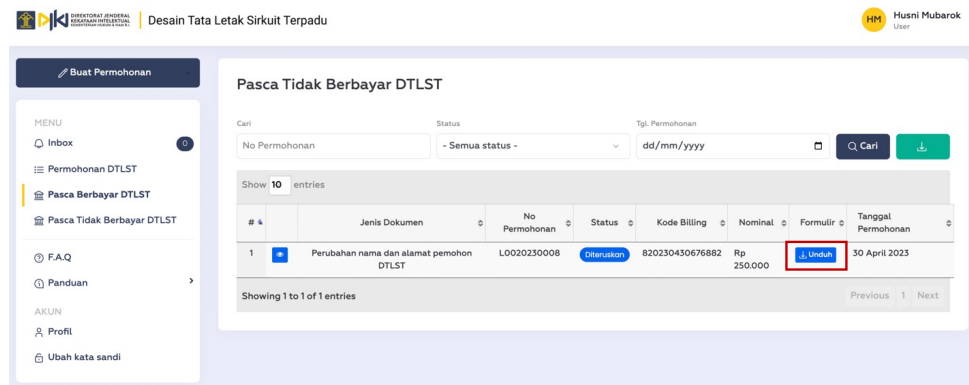 DIREKTORAT JENDERAL
KEKAYAAN INTELEKTUAL
KEMENTERIAN HUKUM & HAM R.I.
Desain Tata Letak Sirkuit Terpadu
HM
Husni Mubarok
User
Buat Permohonan
MENU
Inbox 0
Permohonan DTLST
Pasca Berbayar DTLST
Pasca Tidak Berbayar DTLST
F.A.Q
Panduan
AKUN
Profil
Ubah kata sandi
Pasca Tidak Berbayar DTLST
Cari Status Tgl. Permohonan
No Permohonan - Semua status - dd/mm/yyyy Cari
Show 10 entries
# Jenis Dokumen No Permohonan Status Kode Billing Nominal Formulir Tanggal Permohonan
1 Perubahan nama dan alamat pemohon DTLST L0020230008 Diteruskan 820230430676882 Rp 250.000 Unduh 30 April 2023
Showing 1 to 1 of 1 entries Previous 1 Next